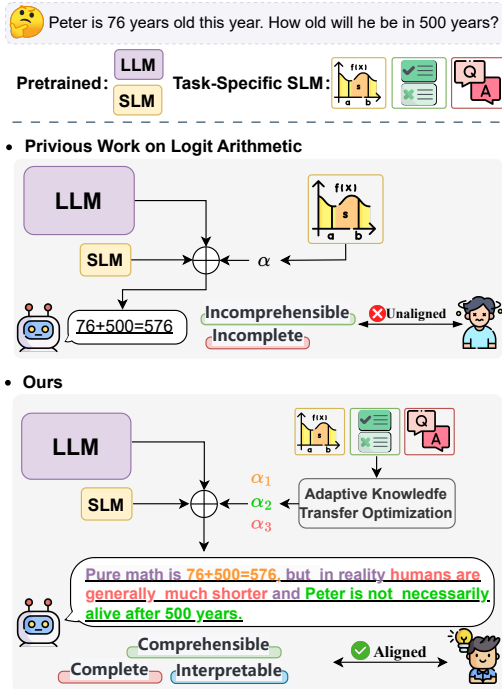 Peter is 76 years old this year. How old will he be in 500 years?
Pretrained: LLM SLM Task-Specific SLM: f(x) s a b Q A
• Privious Work on Logit Arithmetic
LLM
f(x) s a b
SLM α
76+500=576
Incomprehensible
Incomplete
Unaligned
• Ours
LLM
f(x) s a b Q A
SLM
α1
α2
α3
Adaptive Knowledfe
Transfer Optimization
Pure math is 76+500=576, but in reality humans are
generally much shorter and Peter is not necessarily
alive after 500 years.
Comprehensible
Complete Interpretable
Aligned